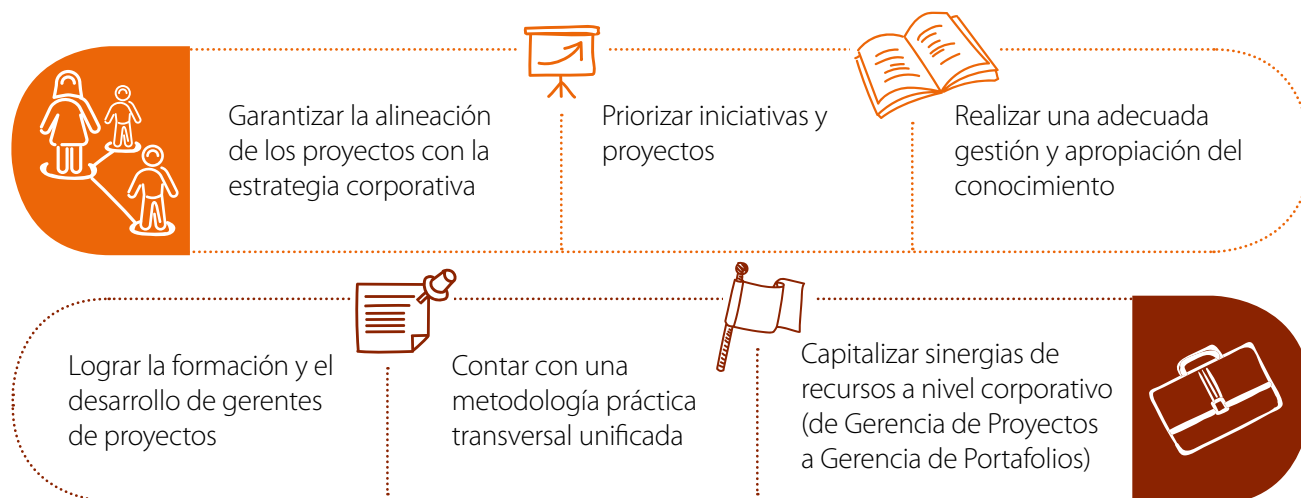 Garantizar la alineación
de los proyectos con la
estrategia corporativa
Priorizar iniciativas y
proyectos
Realizar una adecuada
gestión y apropiación del
conocimiento
Lograr la formación y el
desarrollo de gerentes
de proyectos
Contar con una
metodología práctica
transversal unificada
Capitalizar sinergias de
recursos a nivel corporativo
(de Gerencia de Proyectos
a Gerencia de Portafolios)